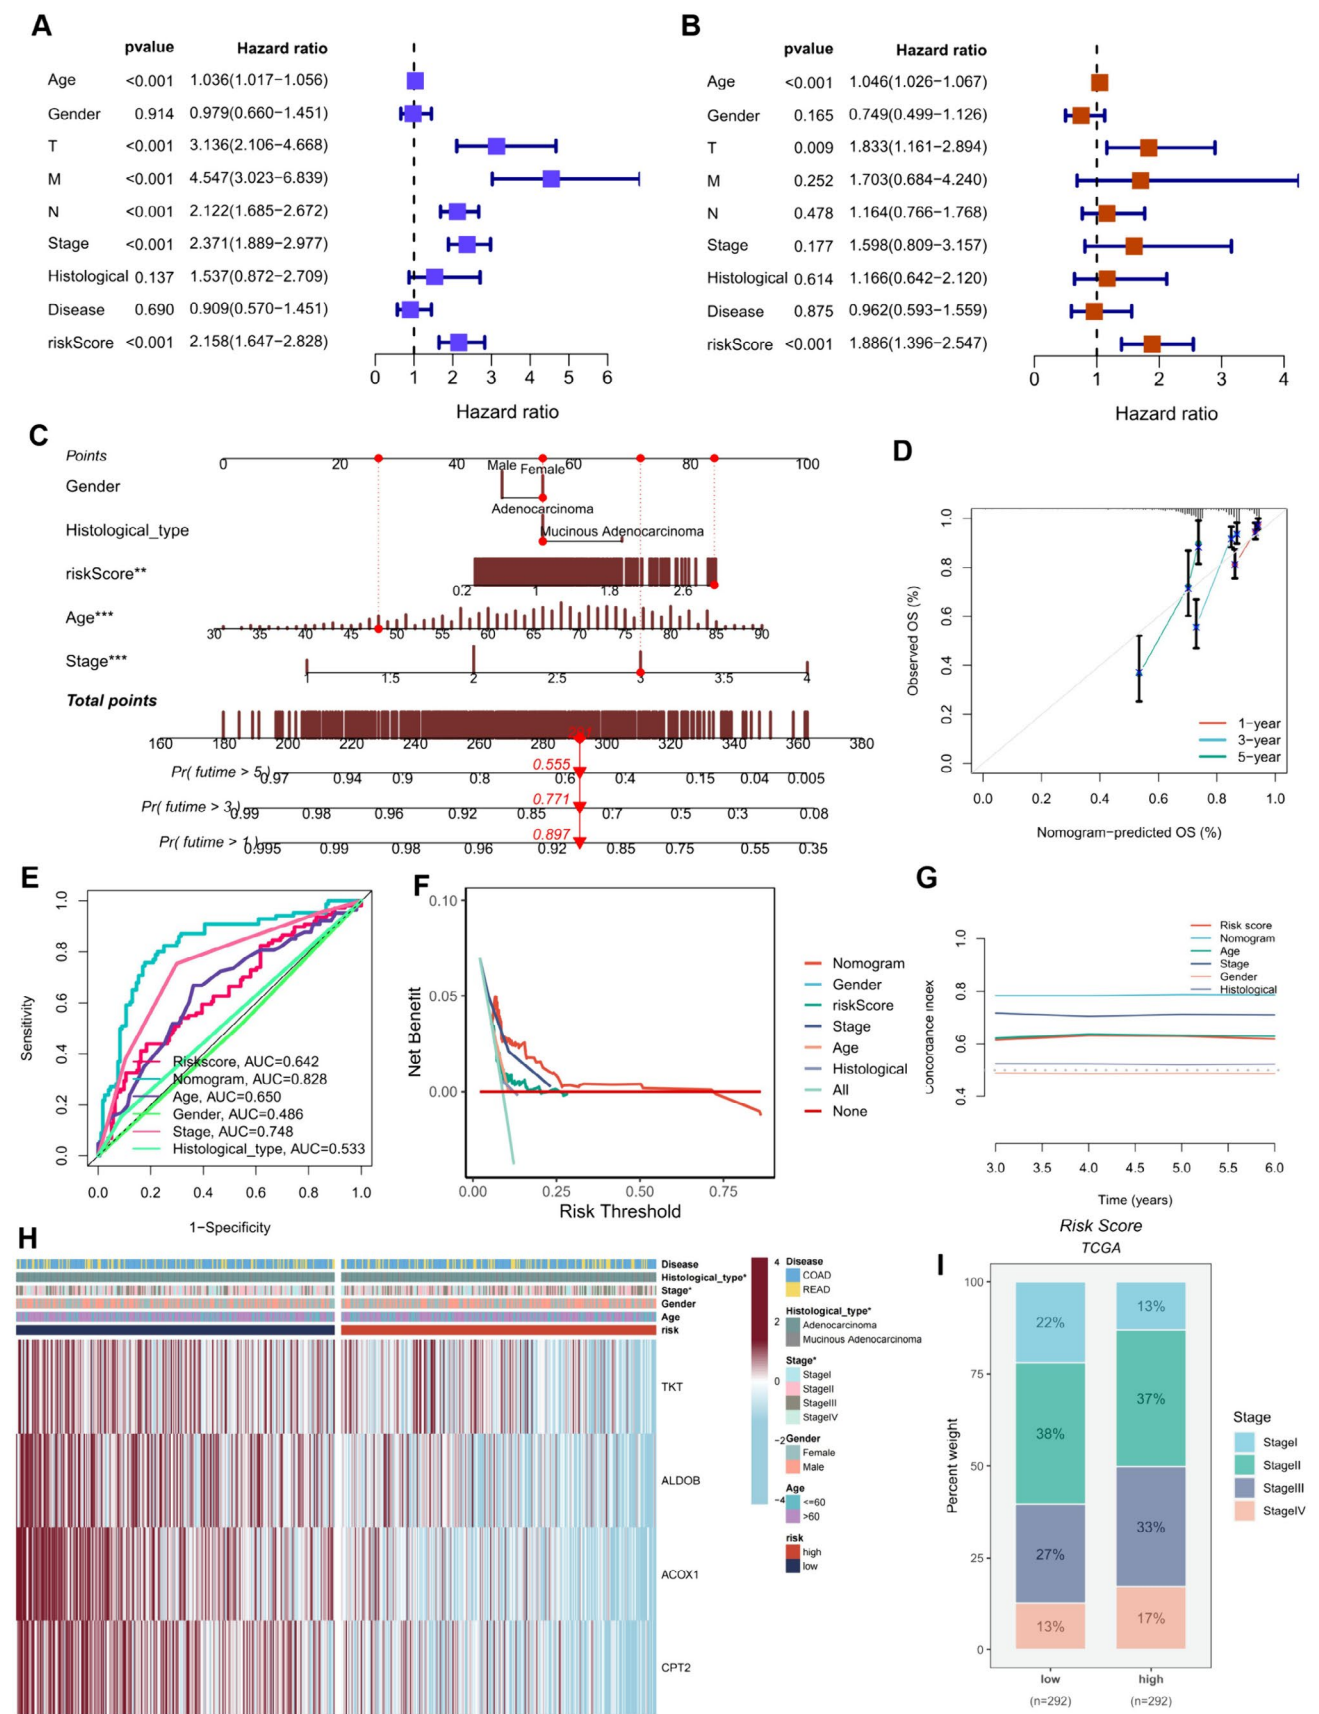 A
pvalue Hazard ratio
Age <0.001 1.036(1.017−1.056)
Gender 0.914 0.979(0.660−1.451)
T <0.001 3.136(2.106−4.668)
M <0.001 4.547(3.023−6.839)
N <0.001 2.122(1.685−2.672)
Stage <0.001 2.371(1.889−2.977)
Histological 0.137 1.537(0.872−2.709)
Disease 0.690 0.909(0.570−1.451)
riskScore <0.001 2.158(1.647−2.828)
0 1 2 3 4 5 6
Hazard ratio
B
pvalue Hazard ratio
Age <0.001 1.046(1.026−1.067)
Gender 0.165 0.749(0.499−1.126)
T 0.009 1.833(1.161−2.894)
M 0.252 1.703(0.684−4.240)
N 0.478 1.164(0.766−1.768)
Stage 0.177 1.598(0.809−3.157)
Histological 0.614 1.166(0.642−2.120)
Disease 0.875 0.962(0.593−1.559)
riskScore <0.001 1.886(1.396−2.547)
0 1 2 3 4
Hazard ratio
C
Points 0 20 40 60 80 100
Male Female
Gender
Adenocarcinoma
Histological_type
Mucinous Adenocarcinoma
riskScore**
0.2 1 1.8 2.6
Age***
30 35 40 45 50 55 60 65 70 75 80 85 90
Stage***
1 1.5 2 2.5 3 3.5 4
Total points
160 180 200 220 240 260 280 300 320 340 360 380
0.555
Pr( futime > 5 ) 0.97 0.94 0.9 0.8 0.6 0.4 0.15 0.04 0.005
0.771
Pr( futime > 3 ) 0.99 0.98 0.96 0.92 0.85 0.7 0.5 0.3 0.08
0.897
Pr( futime > 1 ) 0.995 0.99 0.98 0.96 0.92 0.85 0.75 0.55 0.35
D
Observed OS (%)
1.0
0.8
0.6
0.4
0.2
0.0
1−year
3−year
5−year
0.0 0.2 0.4 0.6 0.8 1.0
Nomogram−predicted OS (%)
E
Sensitivity
1.0
0.8
0.6
0.4
0.2
0.0
Riskscore, AUC=0.642
Nomogram, AUC=0.828
Age, AUC=0.650
Gender, AUC=0.486
Stage, AUC=0.748
Histological_type, AUC=0.533
0.0 0.2 0.4 0.6 0.8 1.0
1−Specificity
F
Net Benefit
0.10
0.05
0.00
0.00 0.25 0.50 0.75
Risk Threshold
Nomogram
Gender
riskScore
Stage
Age
Histological
All
None
G
Concordance index
1.0
0.8
0.6
0.4
Risk score
Nomogram
Age
Stage
Gender
Histological
3.0 3.5 4.0 4.5 5.0 5.5 6.0
Time (years)
H
Disease
Histological_type*
Stage*
Gender
Age
risk
TKT
ALDOB
ACOX1
CPT2
4
2
0
−2
−4
Disease
COAD
READ
Histological_type*
Adenocarcinoma
Mucinous Adenocarcinoma
Stage*
StageI
StageII
StageIII
StageIV
Gender
Female
Male
Age
<=60
>60
risk
high
low
Risk Score
TCGA
I
Percent weight
100
75
50
25
0
22%
38%
27%
13%
13%
37%
33%
17%
low high
(n=292) (n=292)
Stage
StageI
StageII
StageIII
StageIV